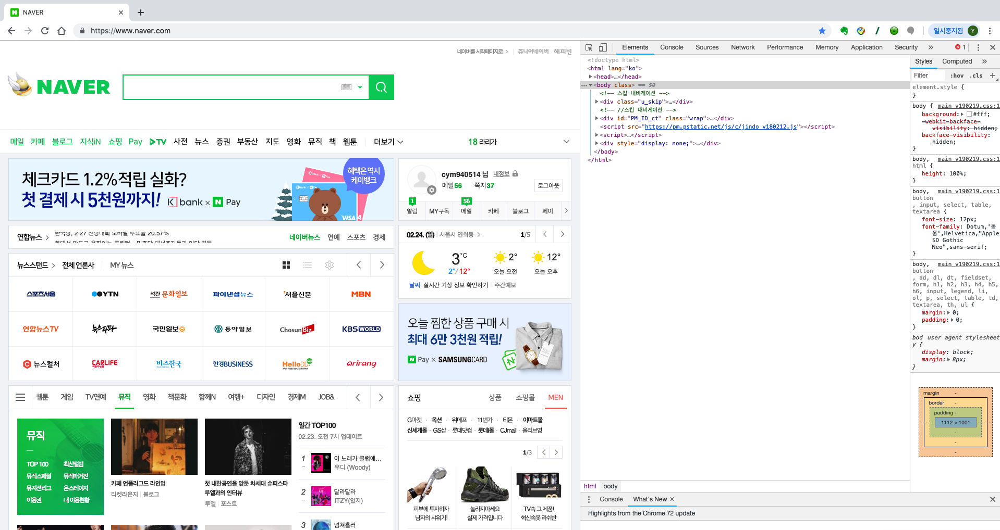 NAVER
https://www.naver.com
일시중지됨
Y
네이버를 시작페이지로
쥬니어네이버 해피빈
NAVER
메일 카페 블로그 지식iN 쇼핑 Pay TV 사전 뉴스 증권 부동산 지도 영화 뮤직 책 웹툰 더보기
18 라리가
체크카드 1.2%적립 실화?
첫 결제 시 5천원까지!
K bank × N Pay
혜택은 역시
케이뱅크
VISA
cym940514 님 내정보
메일56 쪽지37
로그아웃
1
56
알림 MY구독 메일 카페 블로그 페이
연합뉴스
한국당, 2·27 전당대회 모바일 투표율 20.57%
네이버뉴스 연예 스포츠 경제
02.24. (일) 서울시 연희동
1/5
3°C
2°/12°
2°
오늘 오전
12°
오늘 오후
날씨 실시간 기상 정보 확인하기 주간예보
뉴스스탠드 전체 언론사 MY 뉴스
스포츠서울 YTN 석간 문화일보 파이낸셜뉴스 서울신문 MBN
연합뉴스TV 뉴스타파 국민일보 동아일보 ChosunBiz KBS WORLD
뉴스컬처 CARLIFE 비즈한국 한경BUSINESS HelloDD.com arirang
오늘 찜한 상품 구매 시
최대 6만 3천원 적립!
N Pay × SAMSUNG CARD
웹툰 게임 TV연예 뮤직 영화 책문화 함께N 여행+ 디자인 경제M JOB&
뮤직
TOP 100 최신앨범
뮤직스페셜 뮤직매거진
뮤지션리그 온스테이지
이용권 내 이용현황
카페 언플러그드 라인업
티켓라운지 블로그
첫 내한공연을 앞둔 차세대 슈퍼스타
루엘과의 인터뷰
루엘 포스트
일간 TOP100
02.23. 오전 7시 업데이트
1 이 노래가 클럽에...
우디 (Woody)
2 달라달라
ITZY(있지)
3 넘쳐흘러
쇼핑
상품 쇼핑몰 MEN
G마켓 · 옥션 · 위메프 · 11번가 · 티몬 · 이마트몰
신세계몰 · GS샵 · 롯데닷컴 · 롯데i몰 · CJmall · 올리브영
1/3
피부에 투자하자
남자의 샤워기!
놀라지마세요
실제 가격입니다
TV속 그 제품!
혁신속옷 라쉬반
Elements Console Sources Network Performance Memory Application Security
1
<!doctype html>
<html lang="ko">
<head>…</head>
<body class> == $0
<!-- 스킵 내비게이션 -->
<div class="u_skip">…</div>
<!-- //스킵 내비게이션 -->
<div id="PM_ID_ct" class="wrap">…</div>
<script src="https://pm.pstatic.net/js/c/jindo_v180212.js"></script>
<script>…</script>
<div style="display: none;">…</div>
</body>
</html>
html body
Styles Computed
Filter :hov .cls
element.style {
}
body { main_v190219.css:1
background: #fff;
-webkit-backface-
visibility: hidden;
backface-visibility:
hidden;
}
body, main_v190219.css:1
html {
height: 100%;
}
body, main_v190219.css:1
button
, input, select, table,
textarea {
font-size: 12px;
font-family: Dotum,'돋
움',Helvetica,"Apple
SD Gothic
Neo",sans-serif;
}
body, main_v190219.css:1
button
, dd, dl, dt, fieldset,
form, h1, h2, h3, h4, h5,
h6, input, legend, li,
ol, p, select, table, td,
textarea, th, ul {
margin: 0;
padding: 0;
}
bod user agent stylesheet
y {
display: block;
margin: 8px;
}
margin -
border -
padding -
- - - 1112 × 1001 - - -
-
-
-
Console What's New
Highlights from the Chrome 72 update